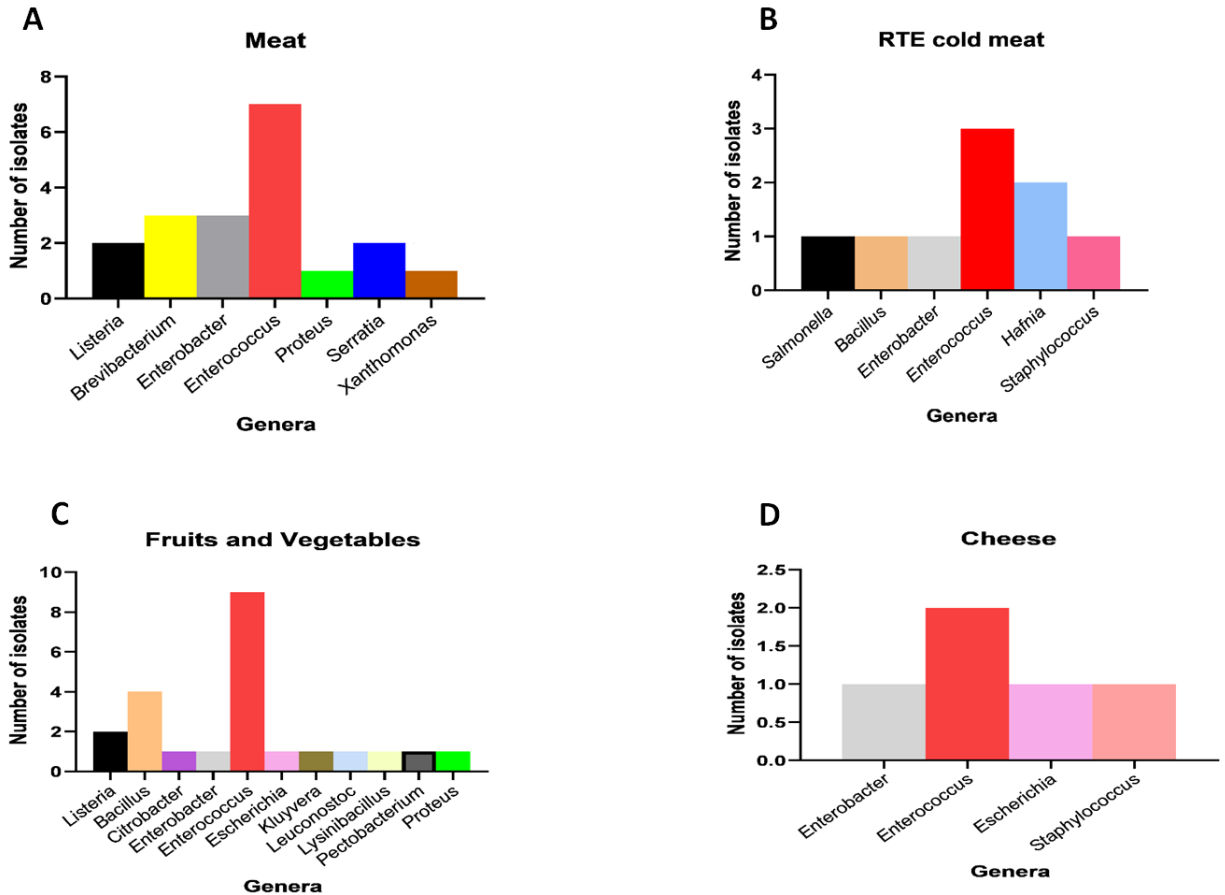 A
Meat
Number of isolates
8
6
4
2
0
Listeria
Brevibacterium
Enterobacter
Enterococcus
Proteus
Serratia
Xanthomonas
Genera
B
RTE cold meat
Number of isolates
4
3
2
1
0
Salmonella
Bacillus
Enterobacter
Enterococcus
Hafnia
Staphylococcus
Genera
C
Fruits and Vegetables
Number of isolates
10
8
6
4
2
0
Listeria
Bacillus
Citrobacter
Enterobacter
Enterococcus
Escherichia
Kluyvera
Leuconostoc
Lysinibacillus
Pectobacterium
Proteus
Genera
D
Cheese
Number of isolates
2.5
2.0
1.5
1.0
0.5
0.0
Enterobacter
Enterococcus
Escherichia
Staphylococcus
Genera